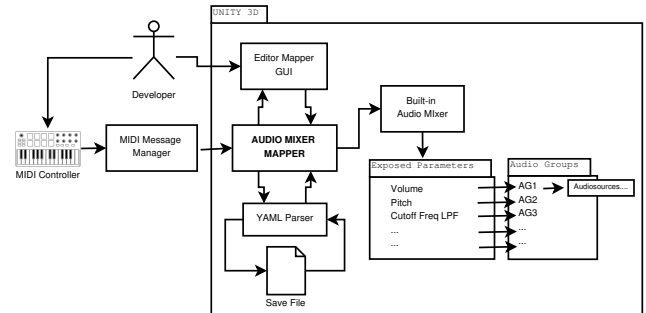 UNITY 3D
Editor Mapper
GUI
Developer
Built-in
Audio MIxer
MIDI Message
Manager
AUDIO MIXER
MAPPER
MIDI Controller
Exposed Parameters
Audio Groups
Volume
Pitch
Cutoff Freq LPF
...
...
AG1
AG2
AG3
...
...
Audiosources....
YAML Parser
Save File